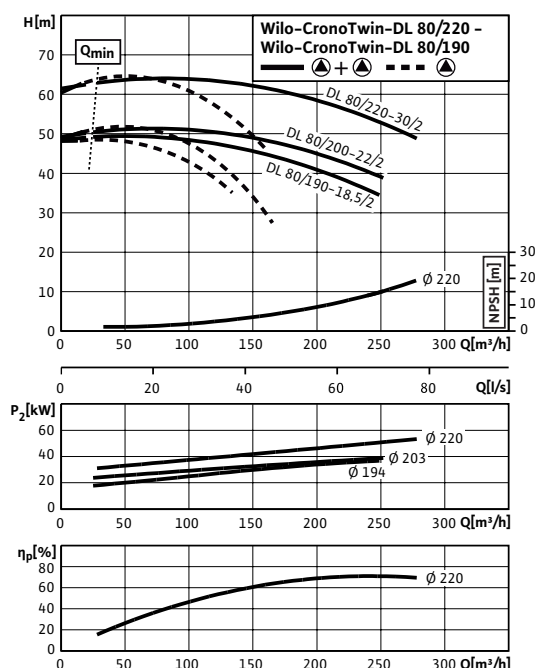 H[m]
Wilo-CronoTwin-DL 80/220 -
Wilo-CronoTwin-DL 80/190
+
Qmin
70
60
50
40
30
20
10
0
DL 80/220-30/2
DL 80/200-22/2
DL 80/190-18,5/2
Ø 220
NPSH [m]
30
20
10
0
0 50 100 150 200 250 300 Q[m³/h]
0 20 40 60 80 Q[l/s]
P₂[kW]
60
40
20
0
Ø 220
Ø 203
Ø 194
0 50 100 150 200 250 300 Q[m³/h]
ηp[%]
80
60
40
20
0
Ø 220
0 50 100 150 200 250 300 Q[m³/h]